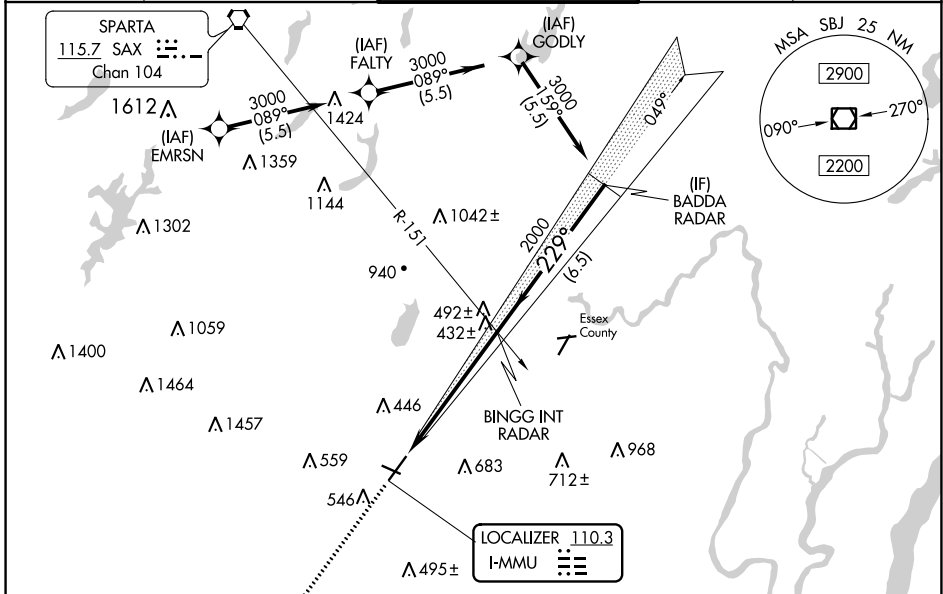 SPARTA
115.7 SAX
Chan 104
(IAF)
FALTY
(IAF)
GODLY
MSA SBJ 25 NM
2900
090°
270°
2200
1612
3000
089°
(5.5)
1424
3000
089°
(5.5)
3000
159°
(5.5)
049°
(IAF)
EMRSN
1359
1144
(IF)
BADDA
RADAR
1302
R-151
1042±
2000
229°
(6.5)
940
492±
432±
Essex
County
1059
1400
1464
446
BINGG INT
RADAR
1457
559
683
712±
968
546
LOCALIZER 110.3
I-MMU
495±